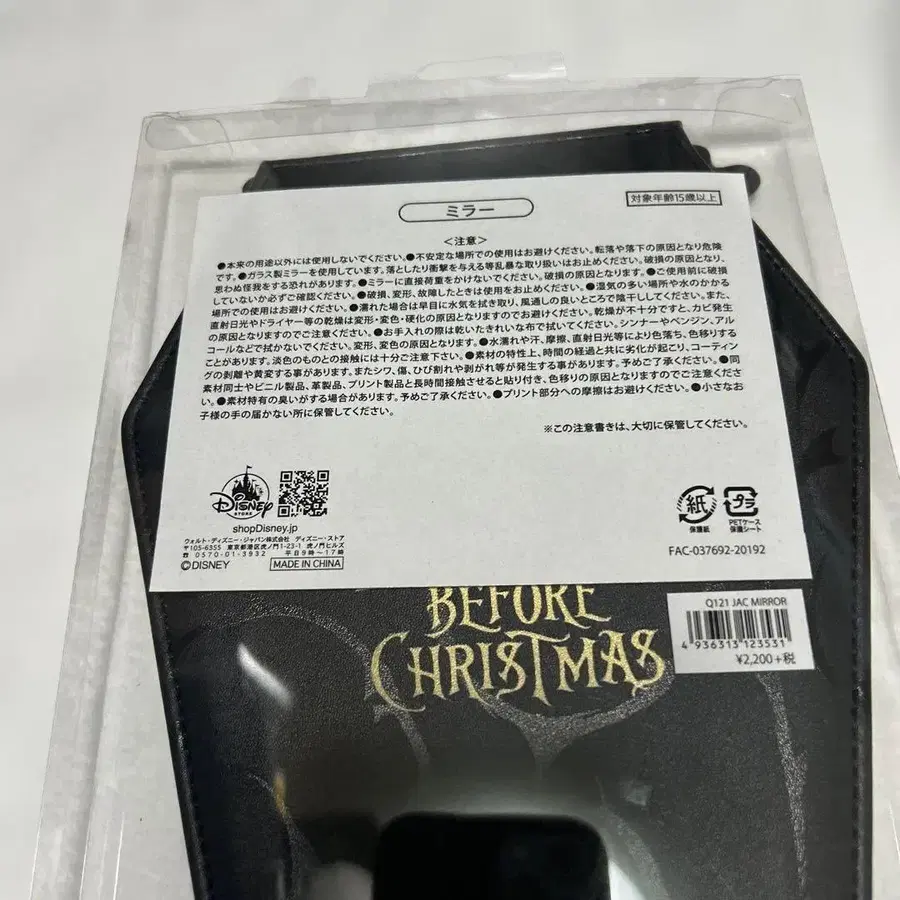 ミラー
対象年齢15歳以上
＜注意＞
●本来の用途以外には使用しないでください。●不安定な場所での使用はお避けください。転落や落下の原因となり危険
です。●ガラス製ミラーを使用しています。落としたり衝撃を与える等乱暴な取り扱いはお止めください。破損の原因となり、
思わぬ怪我をする恐れがあります。●ミラーに直接荷重をかけないでください。破損の原因となります。●ご使用前に破損
していないか必ずご確認ください。●破損、変形、故障したときは使用をお止めください。●湿気の多い場所や水のかかる
場所での使用はお避けください。●濡れた場合は早目に水気を拭き取り、風通しの良いところで陰干ししてください。また、
直射日光やドライヤー等の乾燥は変形・変色・硬化の原因となりますのでお避けください。乾燥が不十分ですと、カビ発生
の原因となりますのでご注意ください。●お手入れの際は乾いたきれいな布で拭いてください。シンナーやベンジン、アル
コールなどで拭かないでください。変形、変色の原因となります。●水濡れや汗、摩擦、直射日光等により色落ち、色移りする
ことがあります。淡色のものとの接触には十分ご注意下さい。●素材の特性上、時間の経過と共に劣化が起こり、コーティン
グの剥離や黄変する事があります。またシワ、傷、ひび割れや剥がれ等が発生する事があります。予めご了承ください。●同
素材同士やビニル製品、革製品、プリント製品と長時間接触させると貼り付き、色移りの原因となりますのでご注意くださ
い。●素材特有の臭いがする場合があります。予めご了承ください。●プリント部分への摩擦はお避けください。●小さなお
子様の手の届かない所に保管してください。
※この注意書きは、大切に保管してください。
Disney
STORE
shopDisney.jp
ウォルト・ディズニー・ジャパン株式会社 ディズニー・ストア
〒105-6355 東京都港区虎ノ門1-23-1 虎ノ門ヒルズ
☎0570-01-3932 平日9時～17時
©DISNEY
MADE IN CHINA
紙
保護紙
プラ
PETケース
保護シート
FAC-037692-20192
BEFORE
CHRISTMAS
Q121 JAC MIRROR
4 936313 123531
¥2,200+税